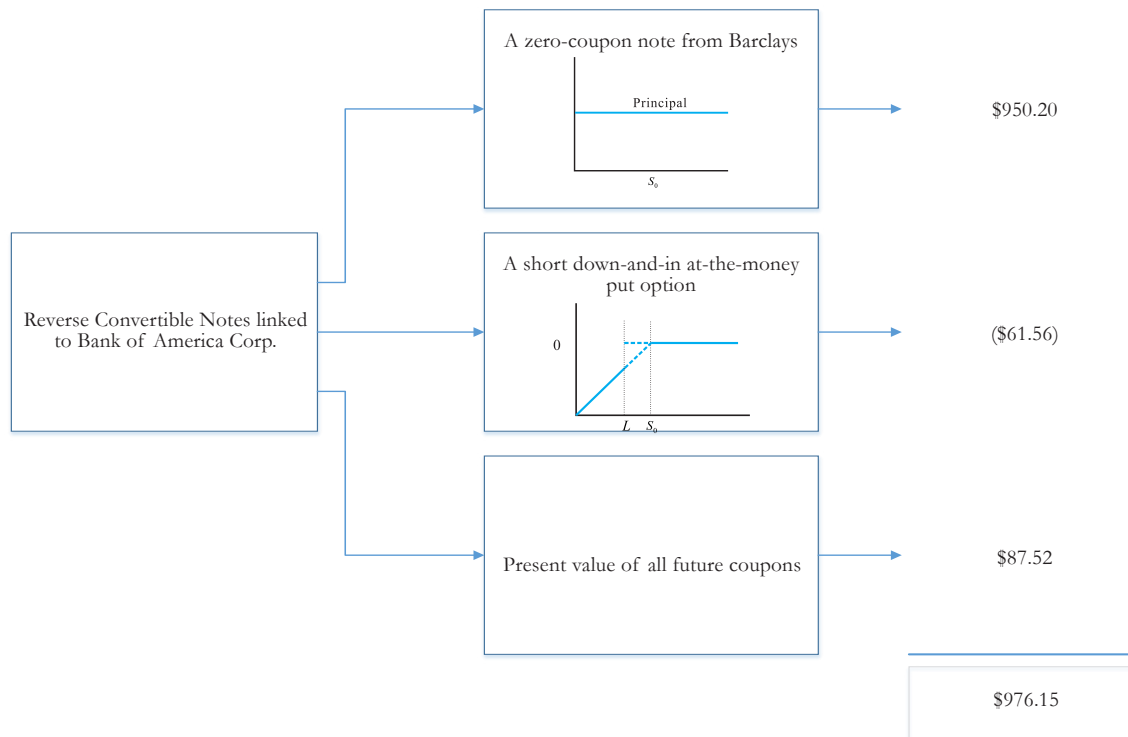 A zero-coupon note from Barclays
Principal
S₀
$950.20
Reverse Convertible Notes linked
to Bank of America Corp.
A short down-and-in at-the-money
put option
0
L S₀
($61.56)
Present value of all future coupons
$87.52
$976.15